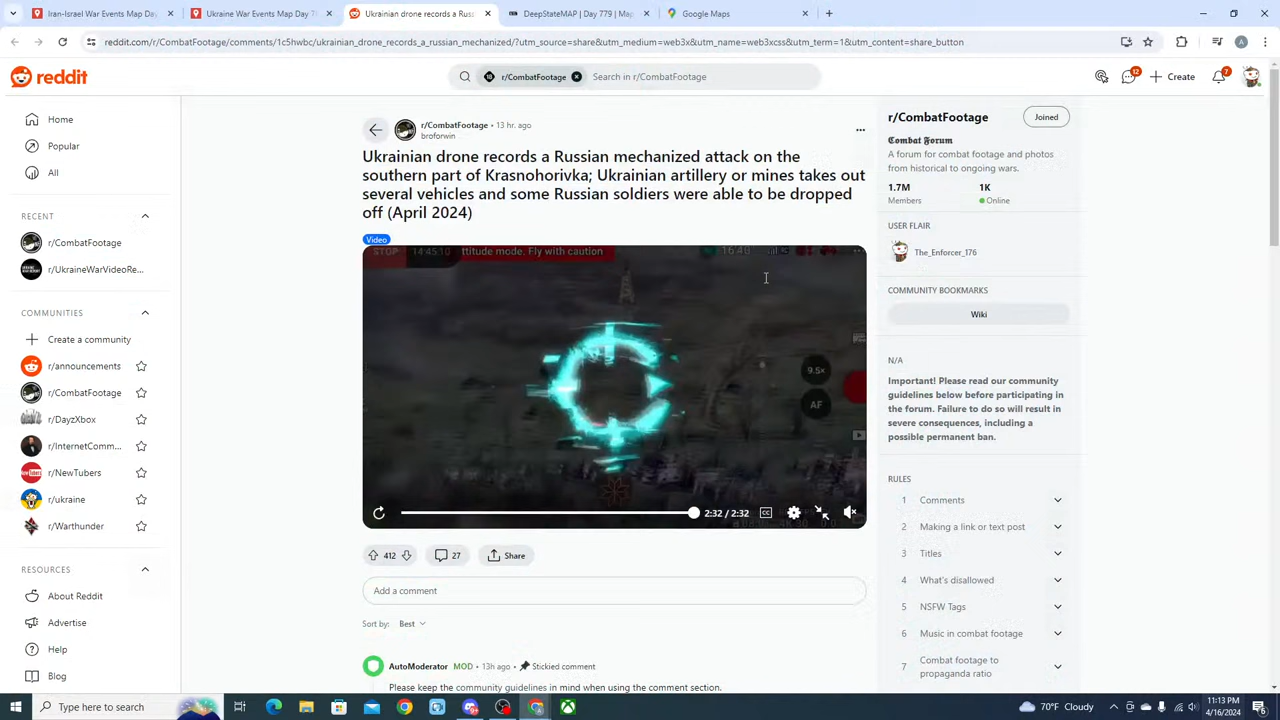 Iran-Israel War Events Map Day
Ukraine War Events Map Day 7
Ukrainian drone records a Russ
DeepStateMAP | Day 779 | Map
Google Maps
reddit.com/r/CombatFootage/comments/1c5hwbc/ukrainian_drone_records_a_russian_mechanized/?utm_source=share&utm_medium=web3x&utm_name=web3xcss&utm_term=1&utm_content=share_button
reddit
r/CombatFootage
Search in r/CombatFootage
12
Create
7
Home
Popular
All
RECENT
r/CombatFootage
r/UkraineWarVideoRe...
COMMUNITIES
Create a community
r/announcements
r/CombatFootage
r/DayzXbox
r/InternetComm...
r/NewTubers
r/ukraine
r/Warthunder
RESOURCES
About Reddit
Advertise
Help
Blog
r/CombatFootage • 13 hr. ago
broforwin
Ukrainian drone records a Russian mechanized attack on the
southern part of Krasnohorivka; Ukrainian artillery or mines takes out
several vehicles and some Russian soldiers were able to be dropped
off (April 2024)
Video
STOP 14:45:10 ttitude mode. Fly with caution 16:40
9.5x
AF
2:32 / 2:32
CC
412
27
Share
Add a comment
Sort by: Best
AutoModerator MOD • 13h ago • Stickied comment
Please keep the community guidelines in mind when using the comment section.
r/CombatFootage
Joined
Combat Forum
A forum for combat footage and photos
from historical to ongoing wars.
1.7M 1K
Members Online
USER FLAIR
The_Enforcer_176
COMMUNITY BOOKMARKS
Wiki
N/A
Important! Please read our community
guidelines below before participating in
the forum. Failure to do so will result in
severe consequences, including a
possible permanent ban.
RULES
1 Comments
2 Making a link or text post
3 Titles
4 What's disallowed
5 NSFW Tags
6 Music in combat footage
7 Combat footage to
propaganda ratio
Type here to search
70°F Cloudy
11:13 PM
4/16/2024